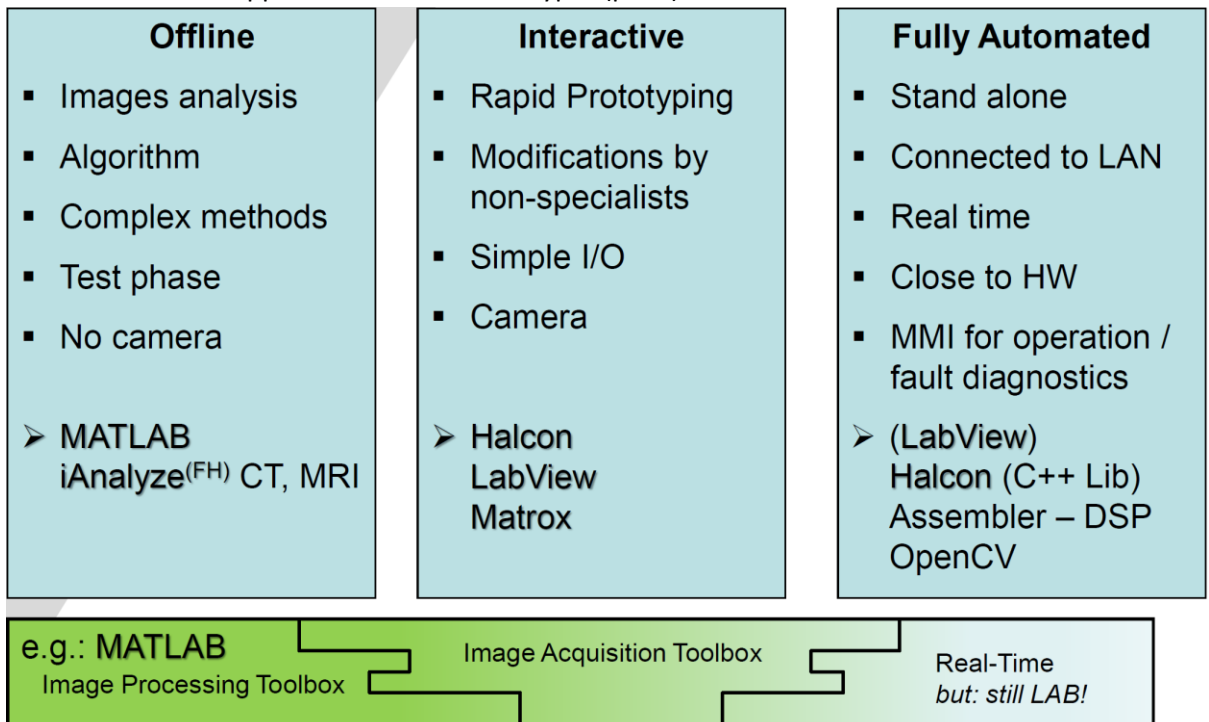 Offline
▪ Images analysis
▪ Algorithm
▪ Complex methods
▪ Test phase
▪ No camera
➢ MATLAB
iAnalyze(FH) CT, MRI
Interactive
▪ Rapid Prototyping
▪ Modifications by
non-specialists
▪ Simple I/O
▪ Camera
➢ Halcon
LabView
Matrox
Fully Automated
▪ Stand alone
▪ Connected to LAN
▪ Real time
▪ Close to HW
▪ MMI for operation /
fault diagnostics
➢ (LabView)
Halcon (C++ Lib)
Assembler – DSP
OpenCV
e.g.: MATLAB
Image Processing Toolbox
Image Acquisition Toolbox
Real-Time
but: still LAB!